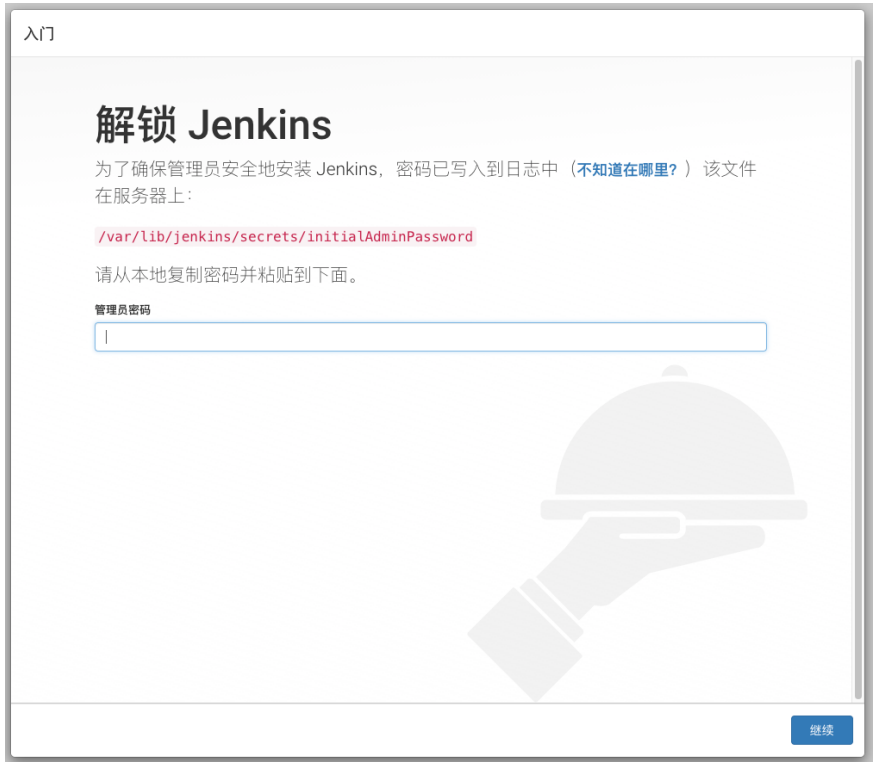 入门
解锁 Jenkins
为了确保管理员安全地安装 Jenkins，密码已写入到日志中（不知道在哪里？）该文件
在服务器上：
/var/lib/jenkins/secrets/initialAdminPassword
请从本地复制密码并粘贴到下面。
管理员密码
继续